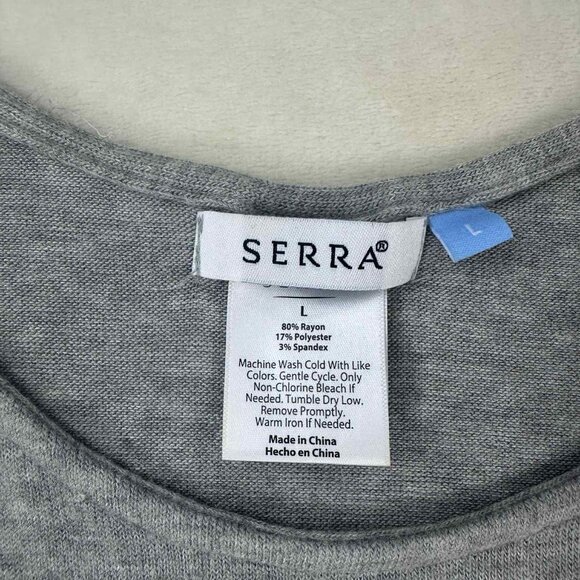 SERRA®
L
L
80% Rayon
17% Polyester
3% Spandex
Machine Wash Cold With Like
Colors. Gentle Cycle. Only
Non-Chlorine Bleach If
Needed. Tumble Dry Low.
Remove Promptly.
Warm Iron If Needed.
Made in China
Hecho en China